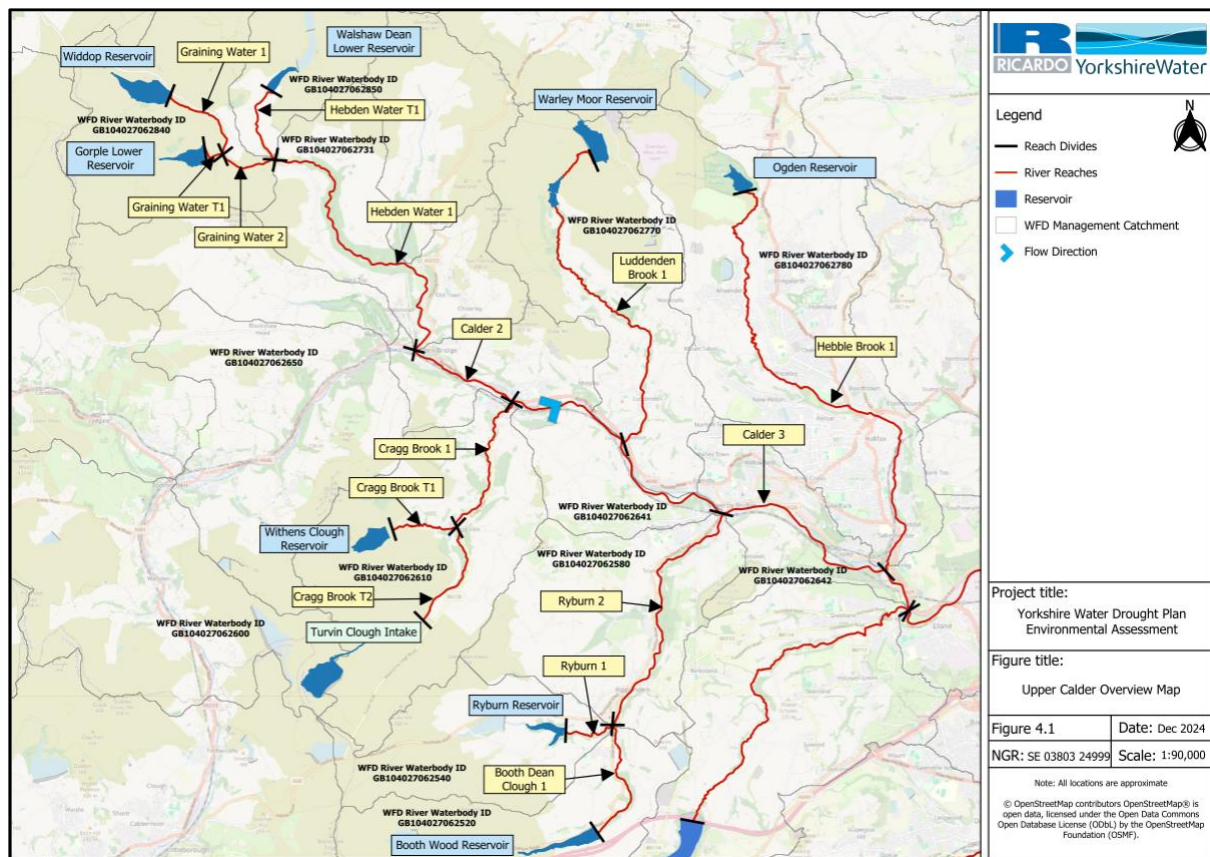 Widdop Reservoir
Graining Water 1
Walshaw Dean
Lower Reservoir
WFD River Waterbody ID
GB104027062850
Hebden Water T1
WFD River Waterbody ID
GB104027062840
WFD River Waterbody ID
GB104027062731
Gorple Lower
Reservoir
Graining Water T1
Graining Water 2
Hebden Water 1
Warley Moor Reservoir
Ogden Reservoir
WFD River Waterbody ID
GB104027062770
Luddenden
Brook 1
WFD River Waterbody ID
GB104027062780
Hebble Brook 1
Calder 2
WFD River Waterbody ID
GB104027062650
Cragg Brook 1
Calder 3
Cragg Brook T1
Withens Clough
Reservoir
WFD River Waterbody ID
GB104027062641
WFD River Waterbody ID
GB104027062580
WFD River Waterbody ID
GB104027062642
WFD River Waterbody ID
GB104027062610
Cragg Brook T2
Ryburn 2
Turvin Clough Intake
WFD River Waterbody ID
GB104027062600
Ryburn 1
Ryburn Reservoir
WFD River Waterbody ID
GB104027062540
Booth Dean
Clough 1
WFD River Waterbody ID
GB104027062520
Booth Wood Reservoir
Halifax
Elland
R
RICARDO
YorkshireWater
Legend
N
Reach Divides
River Reaches
Reservoir
WFD Management Catchment
Flow Direction
Project title:
Yorkshire Water Drought Plan
Environmental Assessment
Figure title:
Upper Calder Overview Map
Figure 4.1
Date: Dec 2024
NGR: SE 03803 24999
Scale: 1:90,000
Note: All locations are approximate
© OpenStreetMap contributors OpenStreetMap® is
open data, licensed under the Open Data Commons
Open Database License (ODbL) by the OpenStreetMap
Foundation (OSMF).